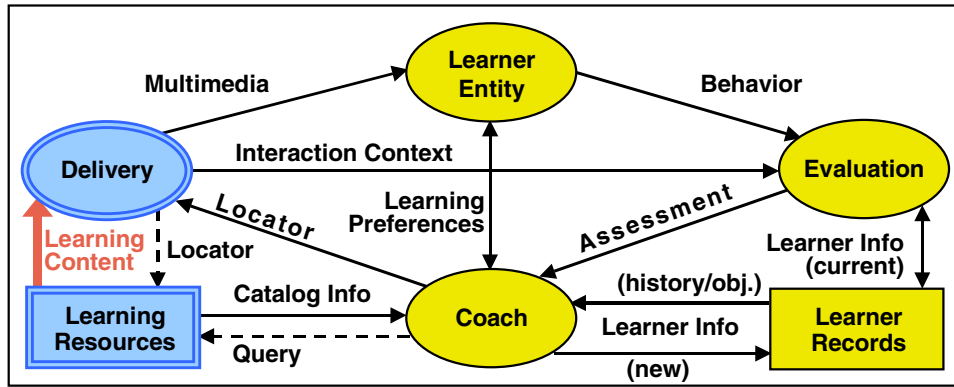 Learner
Entity
Multimedia
Behavior
Delivery
Interaction Context
Evaluation
Learning
Preferences
Locator
Assessment
Learning
Content
Locator
Learner Info
(current)
Catalog Info
(history/obj.)
Learning
Resources
Coach
Learner Info
Learner
Records
Query
(new)